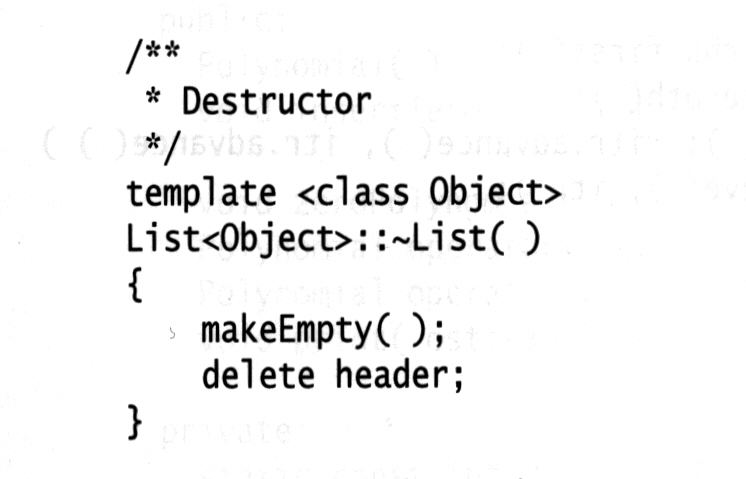 /**
 * Destructor
 */
template <class Object>
List<Object>::~List( )
{
    makeEmpty( );
    delete header;
}